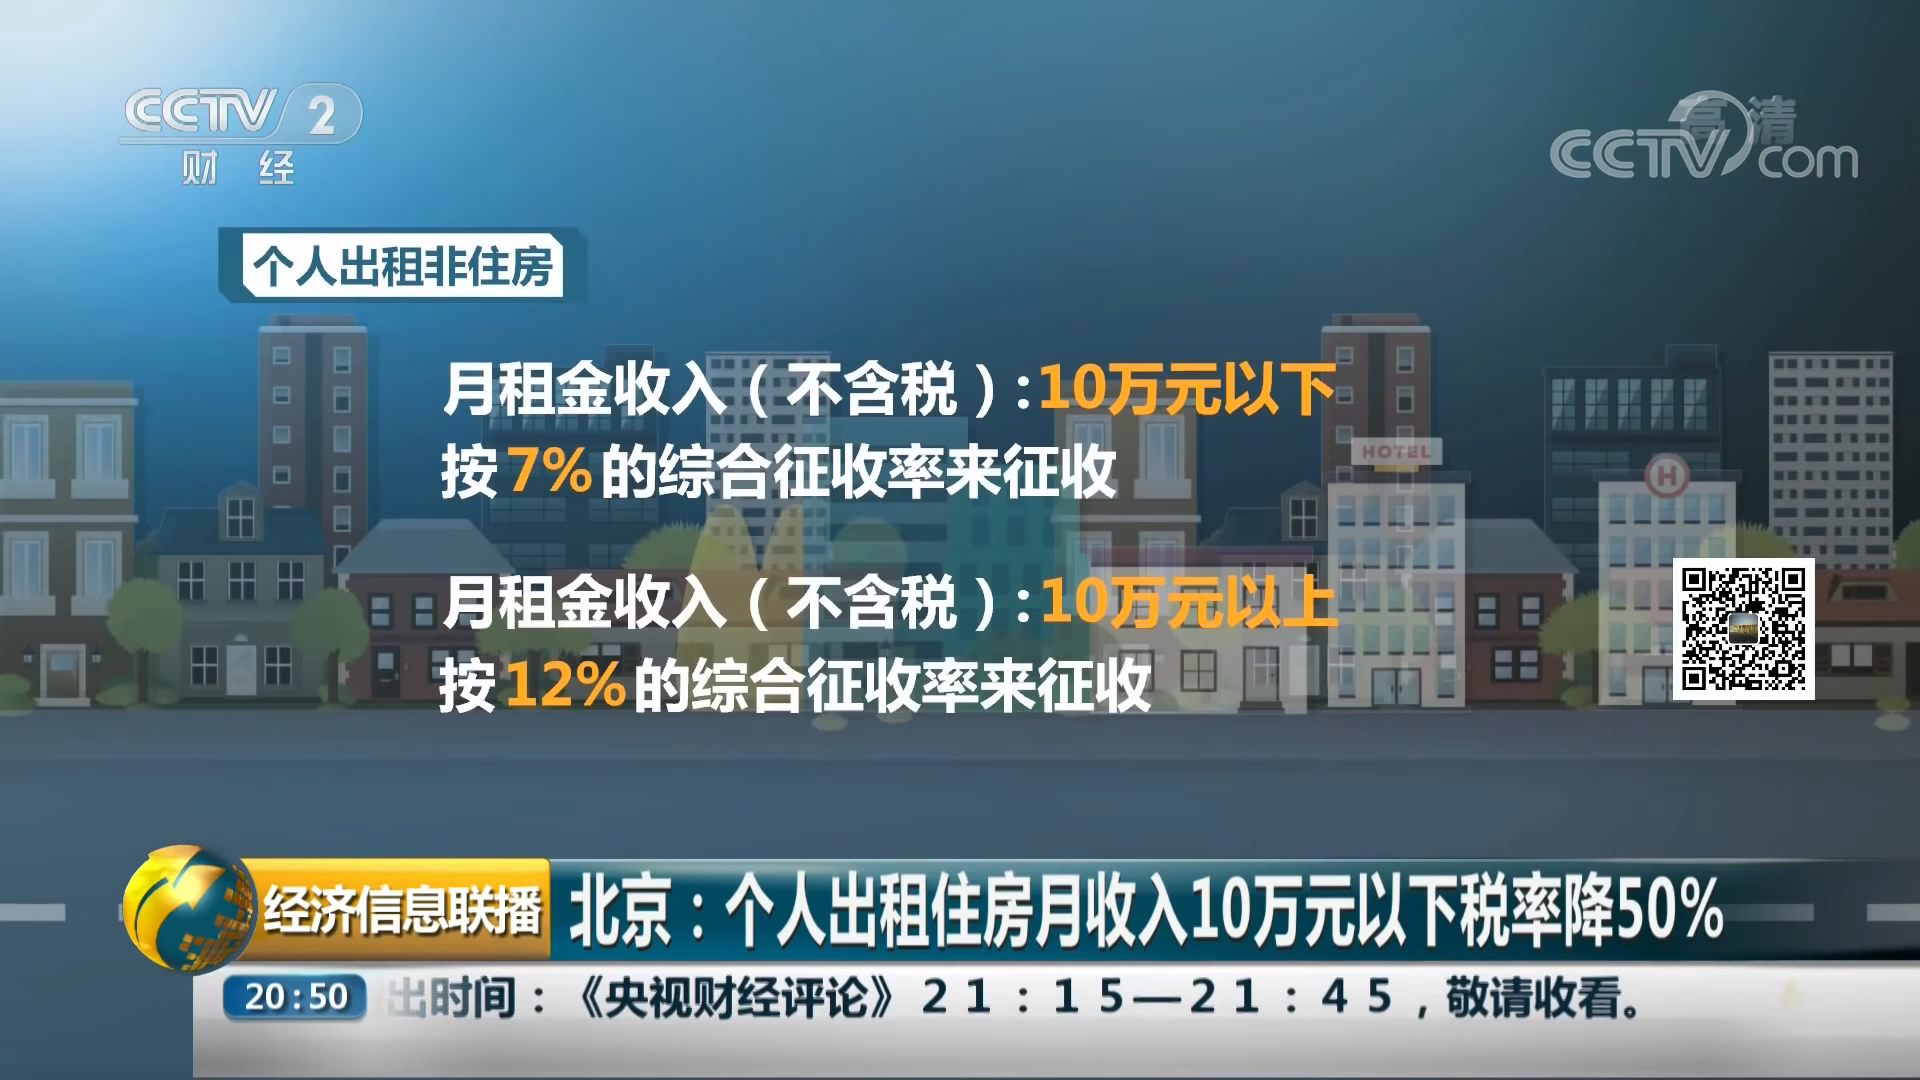 CCTV 2
财 经
高清
CCTV.com
个人出租非住房
月租金收入（不含税）:10万元以下
按7%的综合征收率来征收
HOTEL
H
月租金收入（不含税）:10万元以上
按12%的综合征收率来征收
经济信息联播
北京：个人出租住房月收入10万元以下税率降50%
20:50
出时间：《央视财经评论》21：15—21：45，敬请收看。